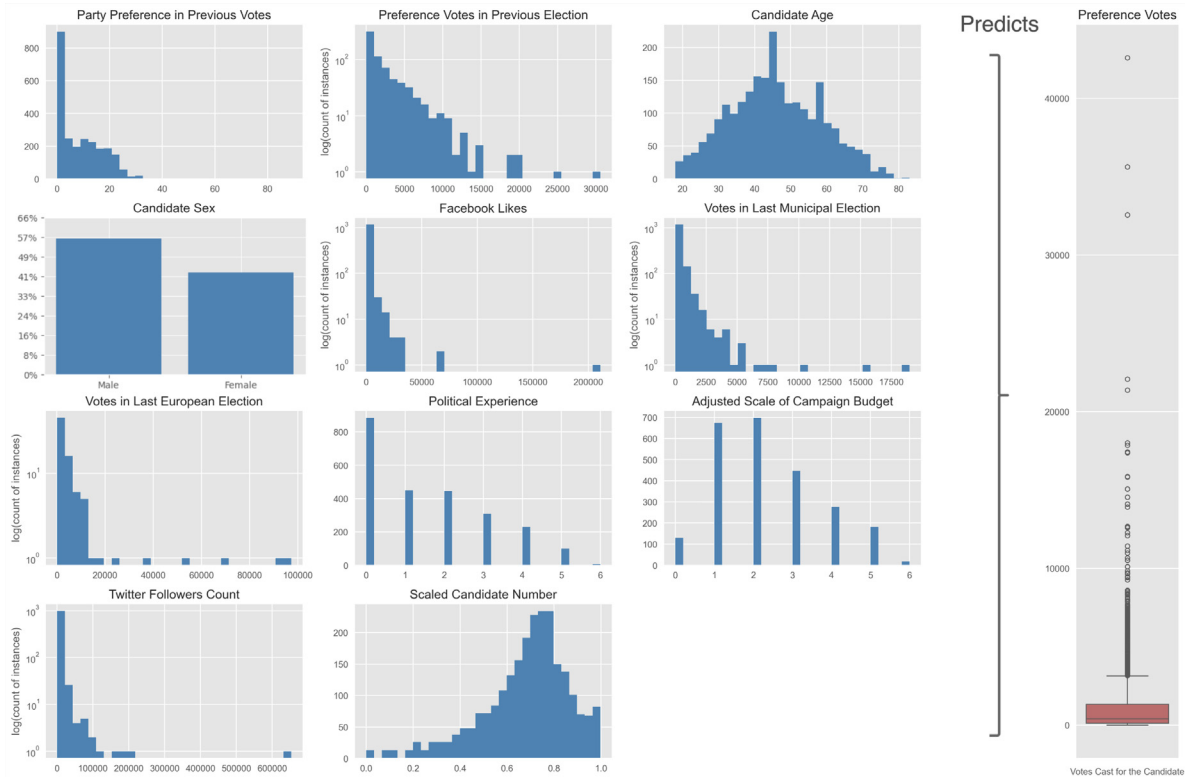 Party Preference in Previous Votes
800
600
400
200
0
0 20 40 60 80
Preference Votes in Previous Election
log(count of instances)
10²
10¹
10⁰
0 5000 10000 15000 20000 25000 30000
Candidate Age
200
150
100
50
0
20 30 40 50 60 70 80
Predicts
Preference Votes
40000
30000
20000
10000
0
Votes Cast for the Candidate
Candidate Sex
66%
57%
49%
41%
33%
24%
16%
8%
0%
Male Female
Facebook Likes
log(count of instances)
10³
10²
10¹
10⁰
0 50000 100000 150000 200000
Votes in Last Municipal Election
log(count of instances)
10³
10²
10¹
10⁰
0 2500 5000 7500 10000 12500 15000 17500
Votes in Last European Election
log(count of instances)
10¹
10⁰
0 20000 40000 60000 80000 100000
Political Experience
800
600
400
200
0
0 1 2 3 4 5 6
Adjusted Scale of Campaign Budget
700
600
500
400
300
200
100
0
0 1 2 3 4 5 6
Twitter Followers Count
log(count of instances)
10³
10²
10¹
10⁰
0 100000 200000 300000 400000 500000 600000
Scaled Candidate Number
200
150
100
50
0
0.0 0.2 0.4 0.6 0.8 1.0